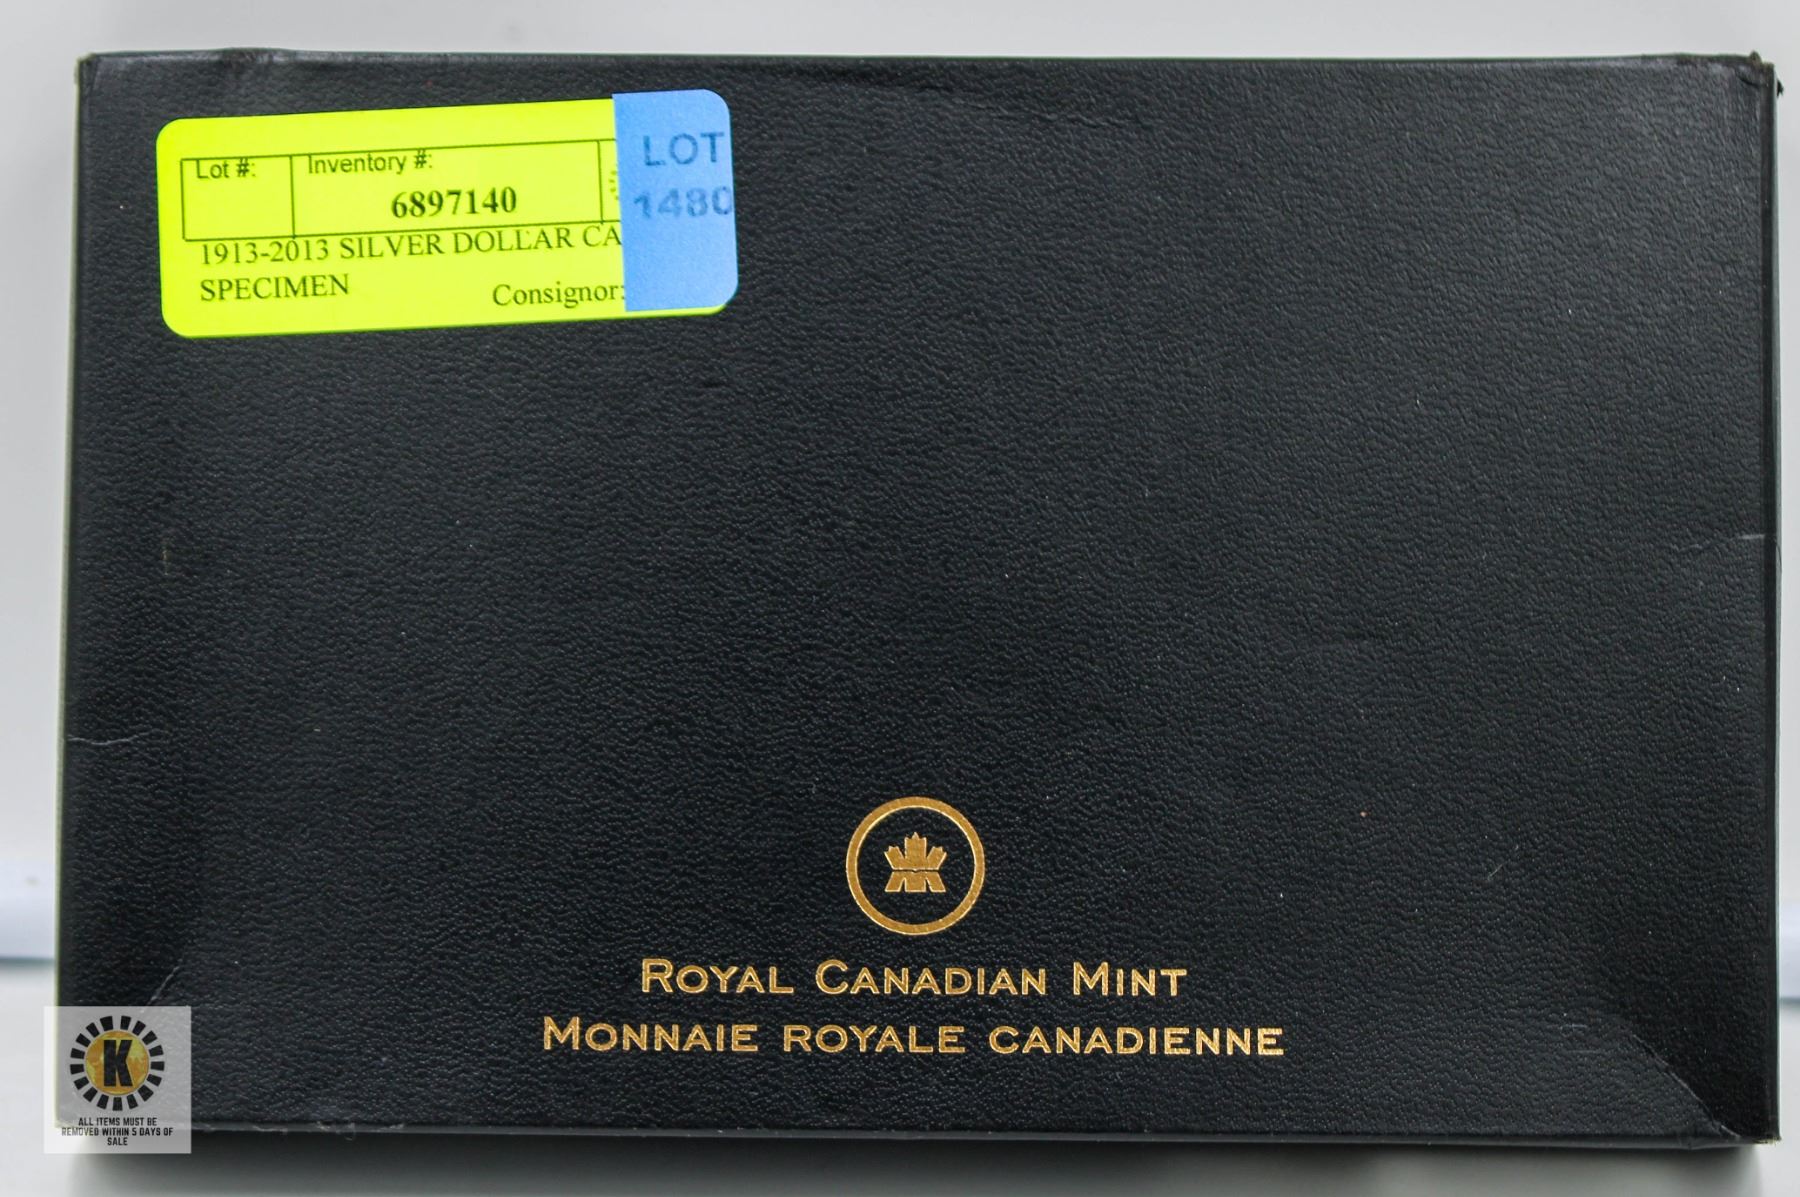 Lot #:
Inventory #:
6897140
LOT
1480
1913-2013 SILVER DOLLAR CA
SPECIMEN
Consignor:
ROYAL CANADIAN MINT
MONNAIE ROYALE CANADIENNE
K
ALL ITEMS MUST BE
REMOVED WITHIN 5 DAYS OF
SALE